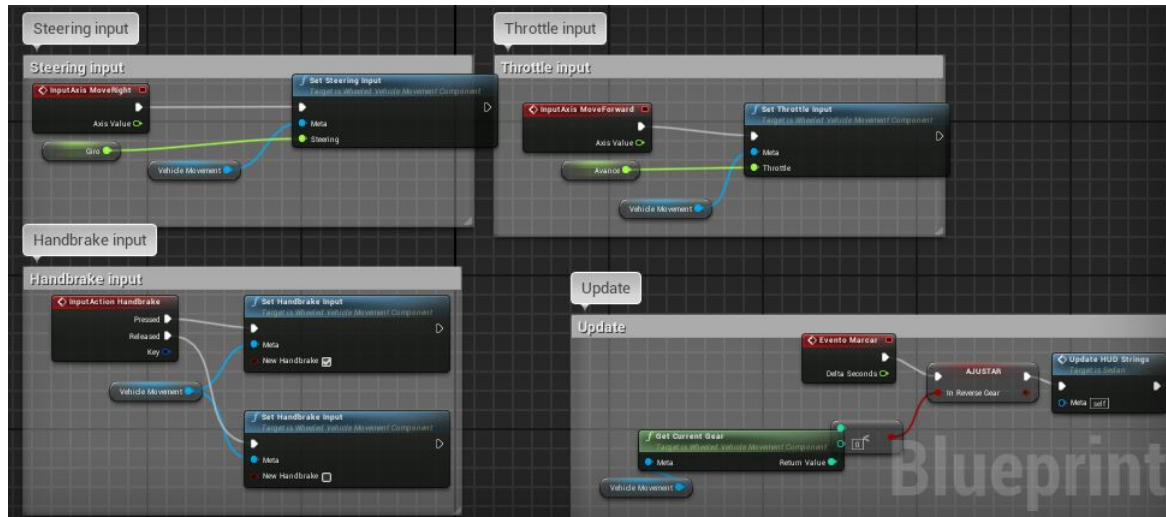 Steering input
Steering input
InputAxis MoveRight
Axis Value
Giro
Vehicle Movement
Set Steering Input
Target is Wheeled Vehicle Movement Component
Meta
Steering
Throttle input
Throttle input
InputAxis MoveForward
Axis Value
Avance
Vehicle Movement
Set Throttle Input
Target is Wheeled Vehicle Movement Component
Meta
Throttle
Handbrake input
Handbrake input
InputAction Handbrake
Pressed
Released
Key
Vehicle Movement
Set Handbrake Input
Target is Wheeled Vehicle Movement Component
Meta
New Handbrake
Set Handbrake Input
Target is Wheeled Vehicle Movement Component
Meta
New Handbrake
Update
Update
Evento Marcar
Delta Seconds
Get Current Gear
Target is Wheeled Vehicle Movement Component
Meta Return Value
Vehicle Movement
0 <
AJUSTAR
In Reverse Gear
Update HUD Strings
Target is Sedan
Meta self
Blueprint